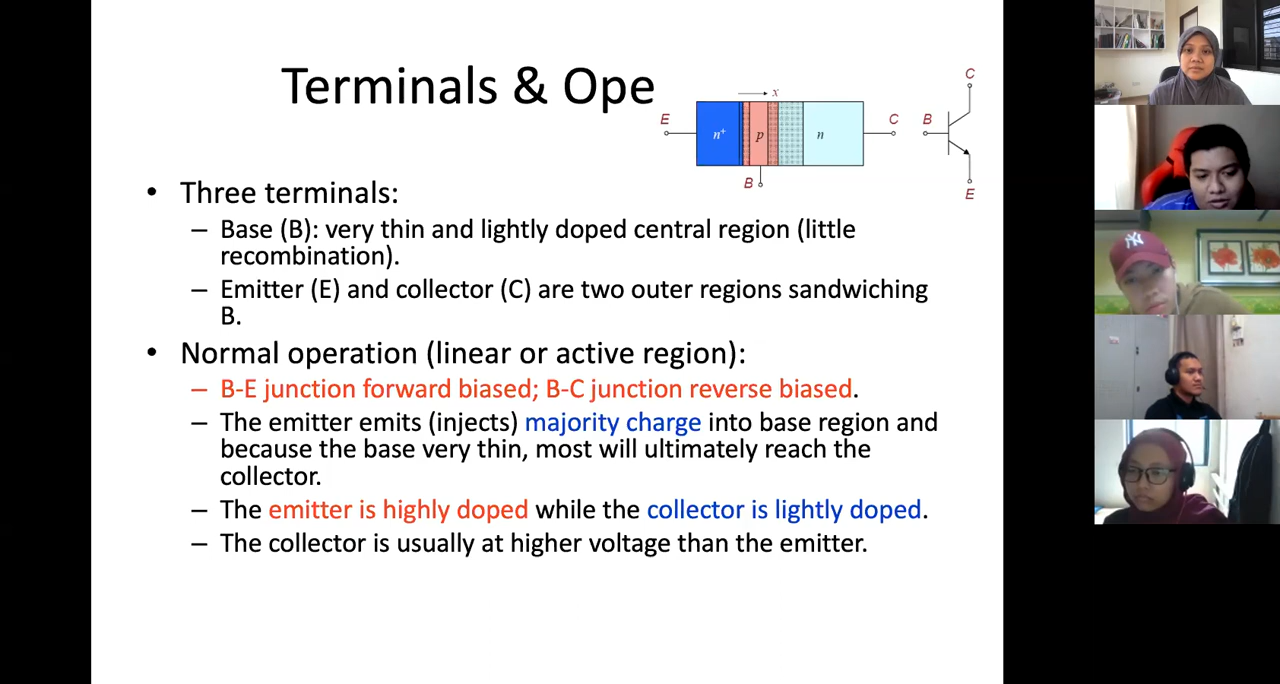 Terminals & Ope
x
E
n+
p
n
C
B
C
B
E
• Three terminals:
– Base (B): very thin and lightly doped central region (little
recombination).
– Emitter (E) and collector (C) are two outer regions sandwiching
B.
• Normal operation (linear or active region):
– B-E junction forward biased; B-C junction reverse biased.
– The emitter emits (injects) majority charge into base region and
because the base very thin, most will ultimately reach the
collector.
– The emitter is highly doped while the collector is lightly doped.
– The collector is usually at higher voltage than the emitter.
NY